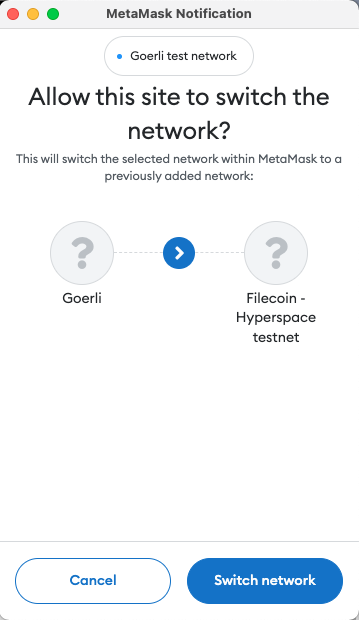 MetaMask Notification
Goerli test network
Allow this site to switch the
network?
This will switch the selected network within MetaMask to a
previously added network:
? ?
Goerli
Filecoin -
Hyperspace
testnet
Cancel
Switch network